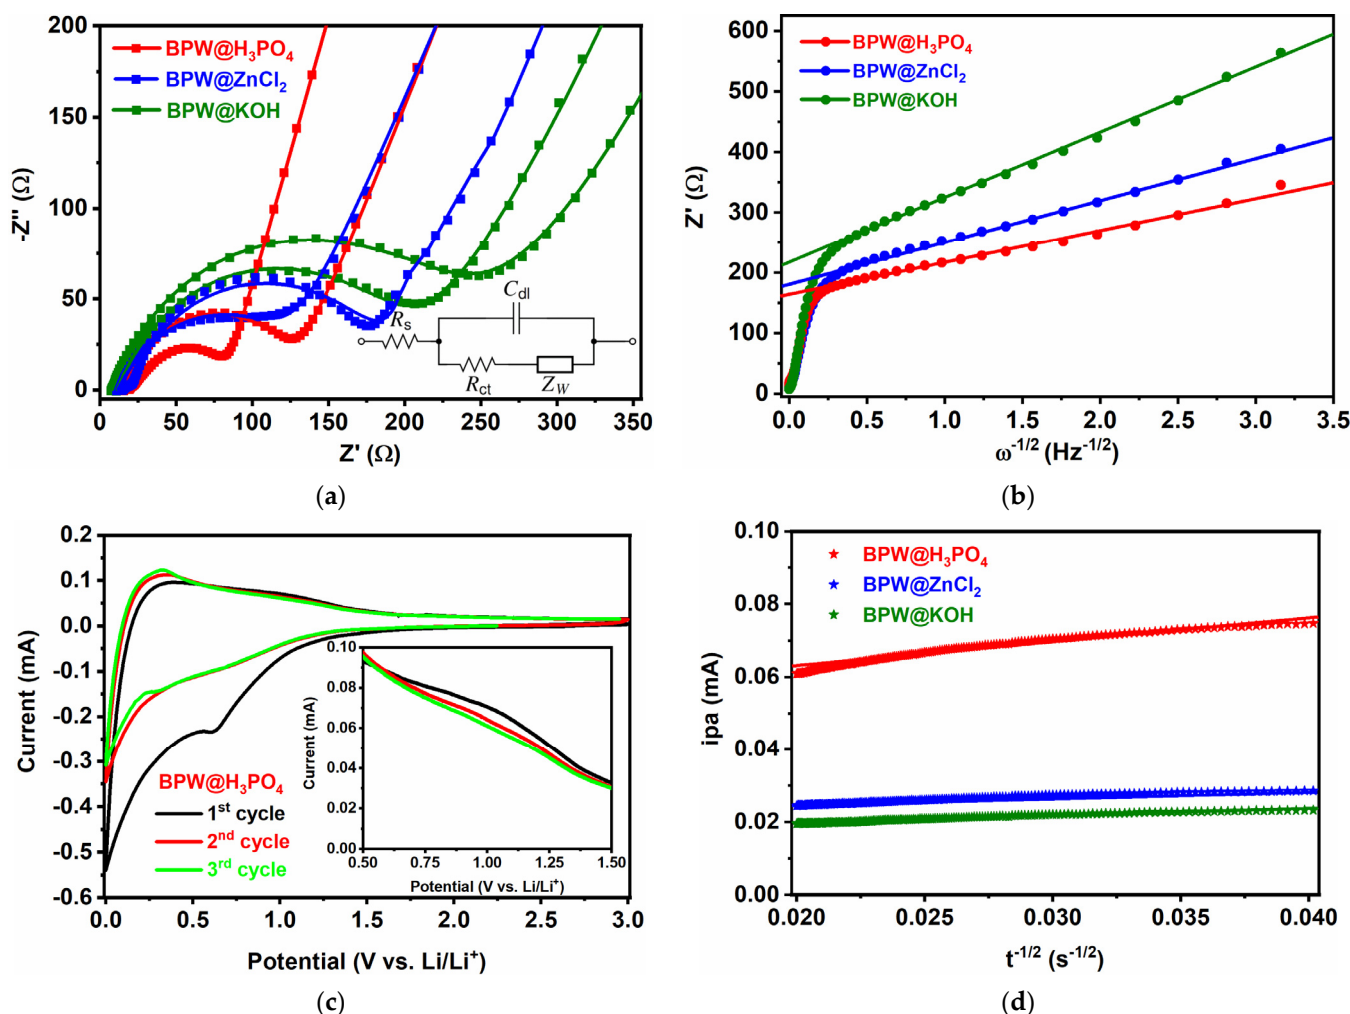 200
150
100
50
0
-Z'' (Ω)
BPW@H₃PO₄
BPW@ZnCl₂
BPW@KOH
Rs
Cdl
Rct
ZW
0 50 100 150 200 250 300 350
Z' (Ω)
(a)
600
500
400
300
200
100
0
Z' (Ω)
BPW@H₃PO₄
BPW@ZnCl₂
BPW@KOH
0.0 0.5 1.0 1.5 2.0 2.5 3.0 3.5
ω⁻¹/² (Hz⁻¹/²)
(b)
0.2
0.1
0.0
-0.1
-0.2
-0.3
-0.4
-0.5
-0.6
Current (mA)
BPW@H₃PO₄
1st cycle
2nd cycle
3rd cycle
0.10
0.08
0.06
0.04
0.02
0.00
Current (mA)
0.50 0.75 1.00 1.25 1.50
Potential (V vs. Li/Li⁺)
0.0 0.5 1.0 1.5 2.0 2.5 3.0
Potential (V vs. Li/Li⁺)
(c)
0.10
0.08
0.06
0.04
0.02
0.00
ipa (mA)
BPW@H₃PO₄
BPW@ZnCl₂
BPW@KOH
0.020 0.025 0.030 0.035 0.040
t⁻¹/² (s⁻¹/²)
(d)